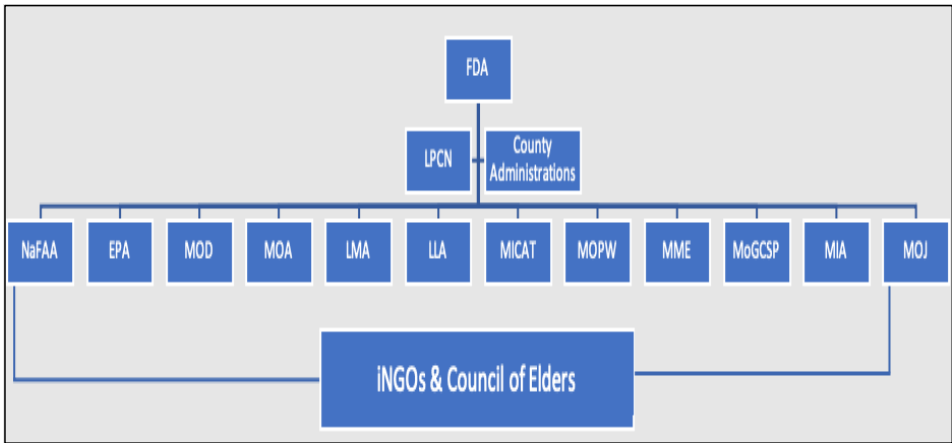 FDA
LPCN
County
Administrations
NaFAA
EPA
MOD
MOA
LMA
LLA
MICAT
MOPW
MME
MoGCSP
MIA
MOJ
iNGOs & Council of Elders